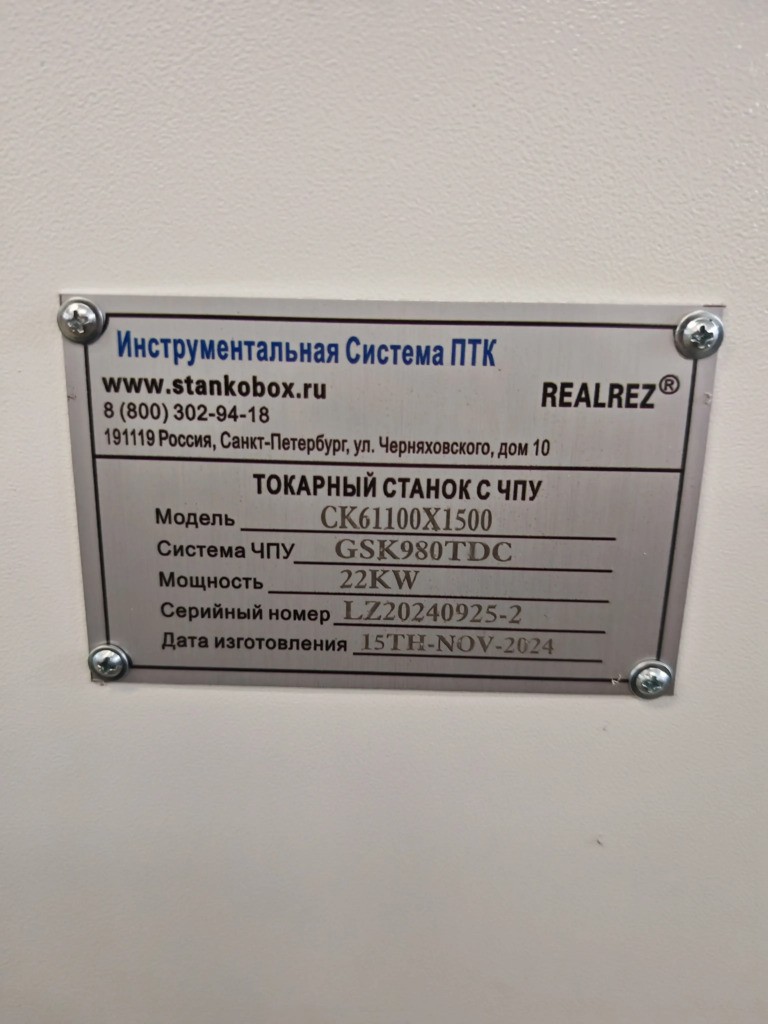 Инструментальная Система ПТК
www.stankobox.ru
REALREZ®
8 (800) 302-94-18
191119 Россия, Санкт-Петербург, ул. Черняховского, дом 10
ТОКАРНЫЙ СТАНОК С ЧПУ
Модель CK61100X1500
Система ЧПУ GSK980TDC
Мощность 22KW
Серийный номер LZ20240925-2
Дата изготовления 15TH-NOV-2024